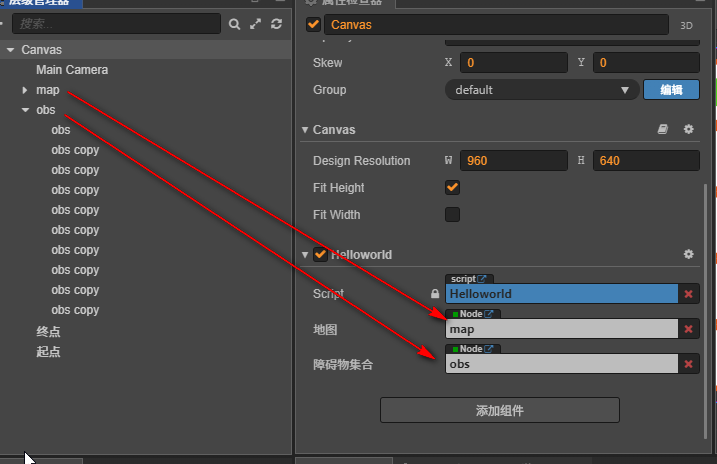 层级管理器
搜索...
Canvas
Main Camera
map
obs
obs
obs copy
obs copy
obs copy
obs copy
obs copy
obs copy
obs copy
obs copy
obs copy
终点
起点
属性检查器
Canvas
3D
Skew X 0 Y 0
Group default 编辑
Canvas
Design Resolution W 960 H 640
Fit Height
Fit Width
Helloworld
script
Script Helloworld
Node
地图 map
Node
障碍物集合 obs
添加组件